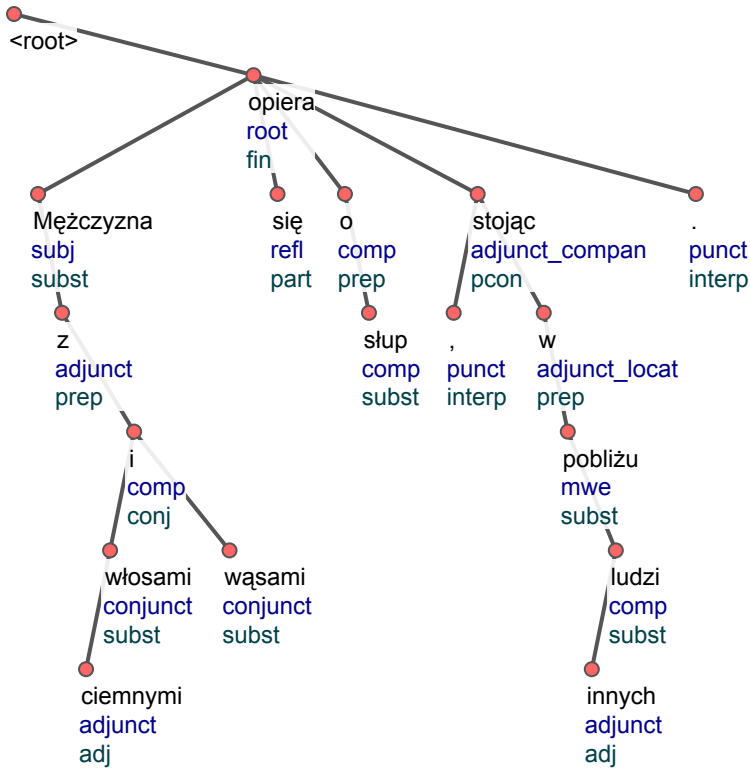 <root>
opiera
root
fin
Mężczyzna
subj
subst
się
refl
part
o
comp
prep
stojąc
adjunct_compan
pcon
.
punct
interp
z
adjunct
prep
słup
comp
subst
,
punct
interp
w
adjunct_locat
prep
i
comp
conj
pobliżu
mwe
subst
włosami
conjunct
subst
wąsami
conjunct
subst
ludzi
comp
subst
ciemnymi
adjunct
adj
innych
adjunct
adj